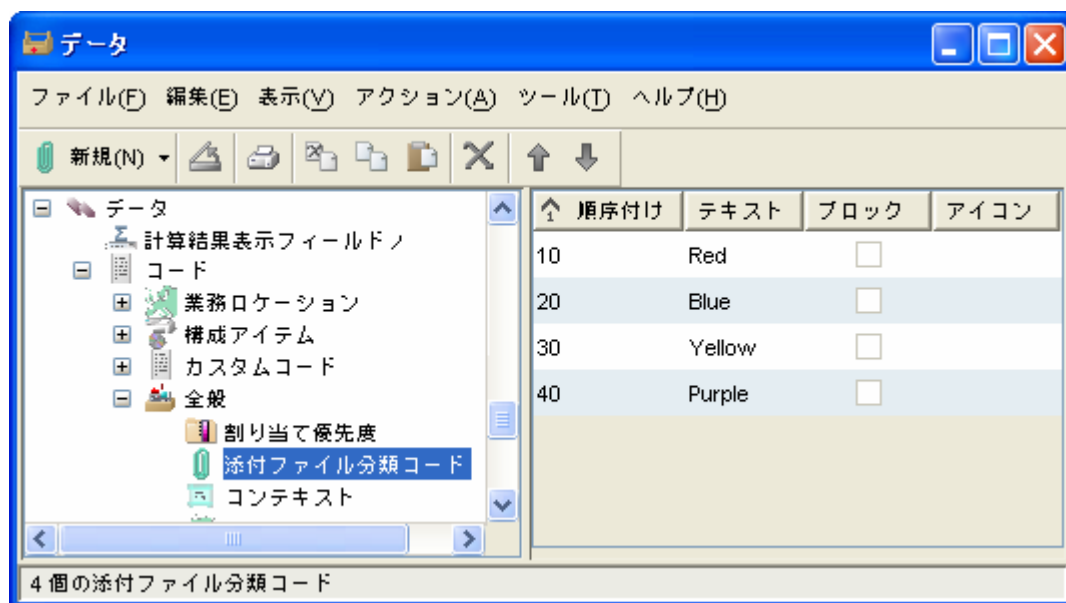 データ
ファイル(F) 編集(E) 表示(V) アクション(A) ツール(T) ヘルプ(H)
新規(N)
データ
計算結果表示フィールド
コード
業務ロケーション
構成アイテム
カスタムコード
全般
割り当て優先度
添付ファイル分類コード
コンテキスト
1 順序付け テキスト ブロック アイコン
10 Red
20 Blue
30 Yellow
40 Purple
4 個の添付ファイル分類コード